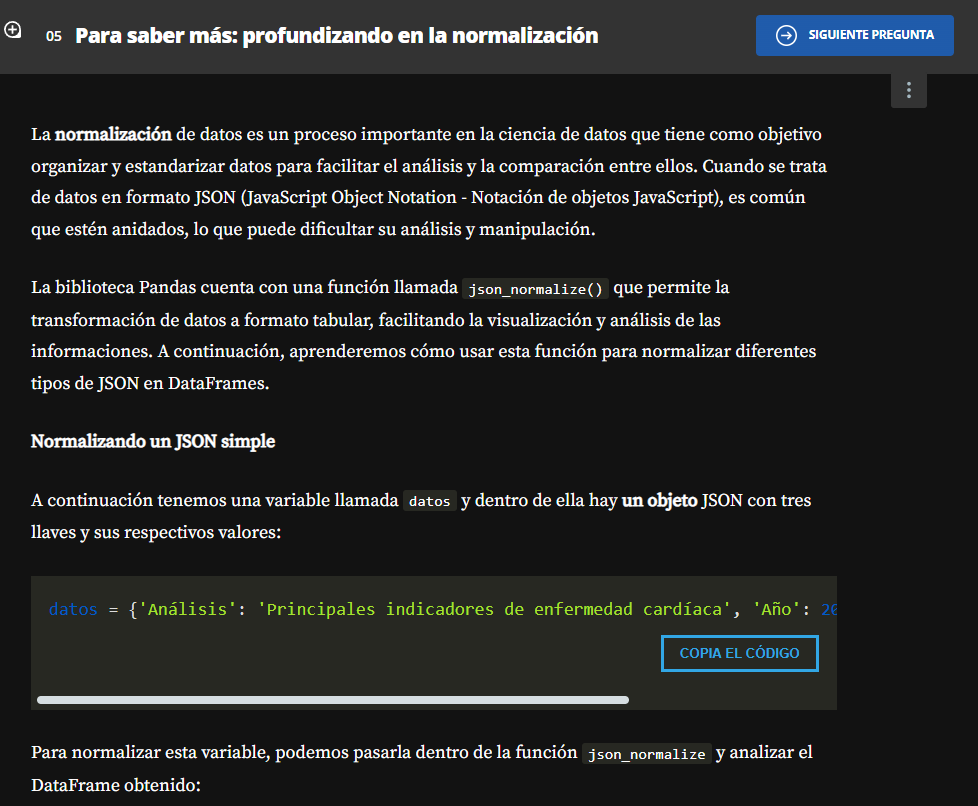 05 Para saber más: profundizando en la normalización
SIGUIENTE PREGUNTA
La normalización de datos es un proceso importante en la ciencia de datos que tiene como objetivo
organizar y estandarizar datos para facilitar el análisis y la comparación entre ellos. Cuando se trata
de datos en formato JSON (JavaScript Object Notation - Notación de objetos JavaScript), es común
que estén anidados, lo que puede dificultar su análisis y manipulación.
La biblioteca Pandas cuenta con una función llamada json_normalize() que permite la
transformación de datos a formato tabular, facilitando la visualización y análisis de las
informaciones. A continuación, aprenderemos cómo usar esta función para normalizar diferentes
tipos de JSON en DataFrames.
Normalizando un JSON simple
A continuación tenemos una variable llamada datos y dentro de ella hay un objeto JSON con tres
llaves y sus respectivos valores:
datos = {'Análisis': 'Principales indicadores de enfermedad cardíaca', 'Año': 20
COPIA EL CÓDIGO
Para normalizar esta variable, podemos pasarla dentro de la función json_normalize y analizar el
DataFrame obtenido: